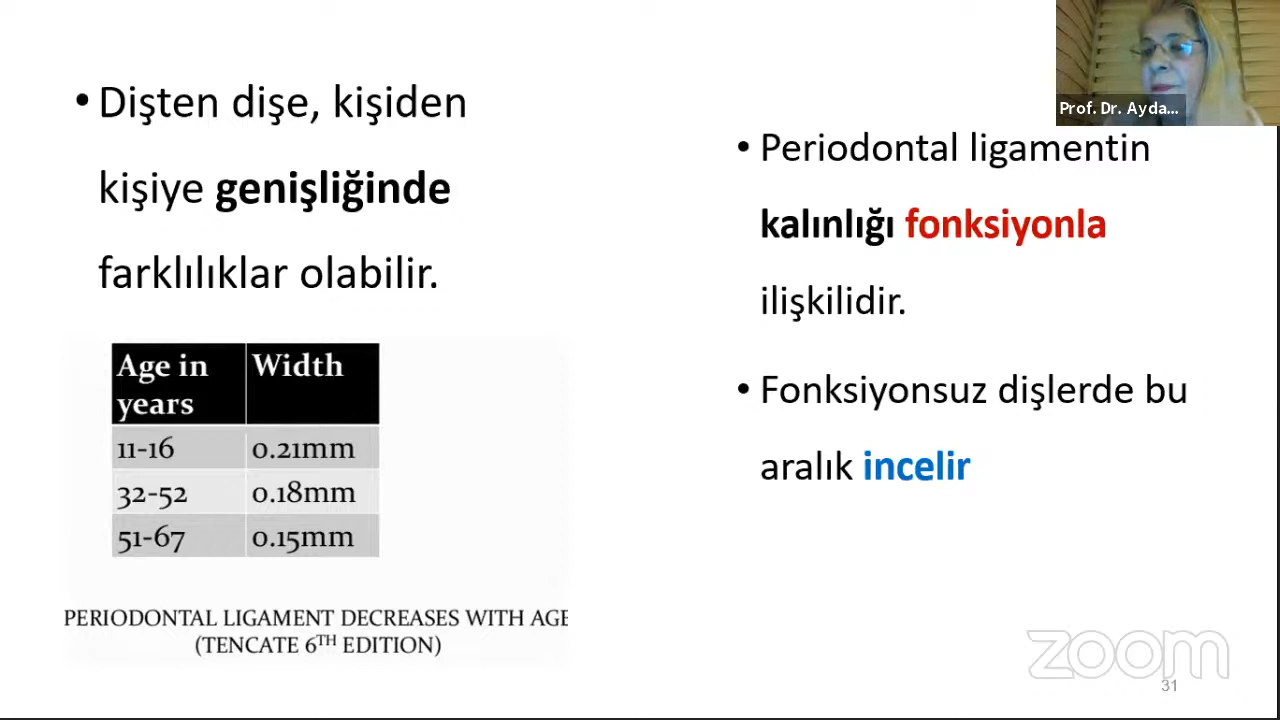 • Dişten dişe, kişiden
kişiye genişliğinde
farklılıklar olabilir.
Age in years Width
11-16 0.21mm
32-52 0.18mm
51-67 0.15mm
PERIODONTAL LIGAMENT DECREASES WITH AGE
(TENCATE 6TH EDITION)
Prof. Dr. Ayda...
• Periodontal ligamentin
kalınlığı fonksiyonla
ilişkilidir.
• Fonksiyonsuz dişlerde bu
aralık incelir
zoom
31